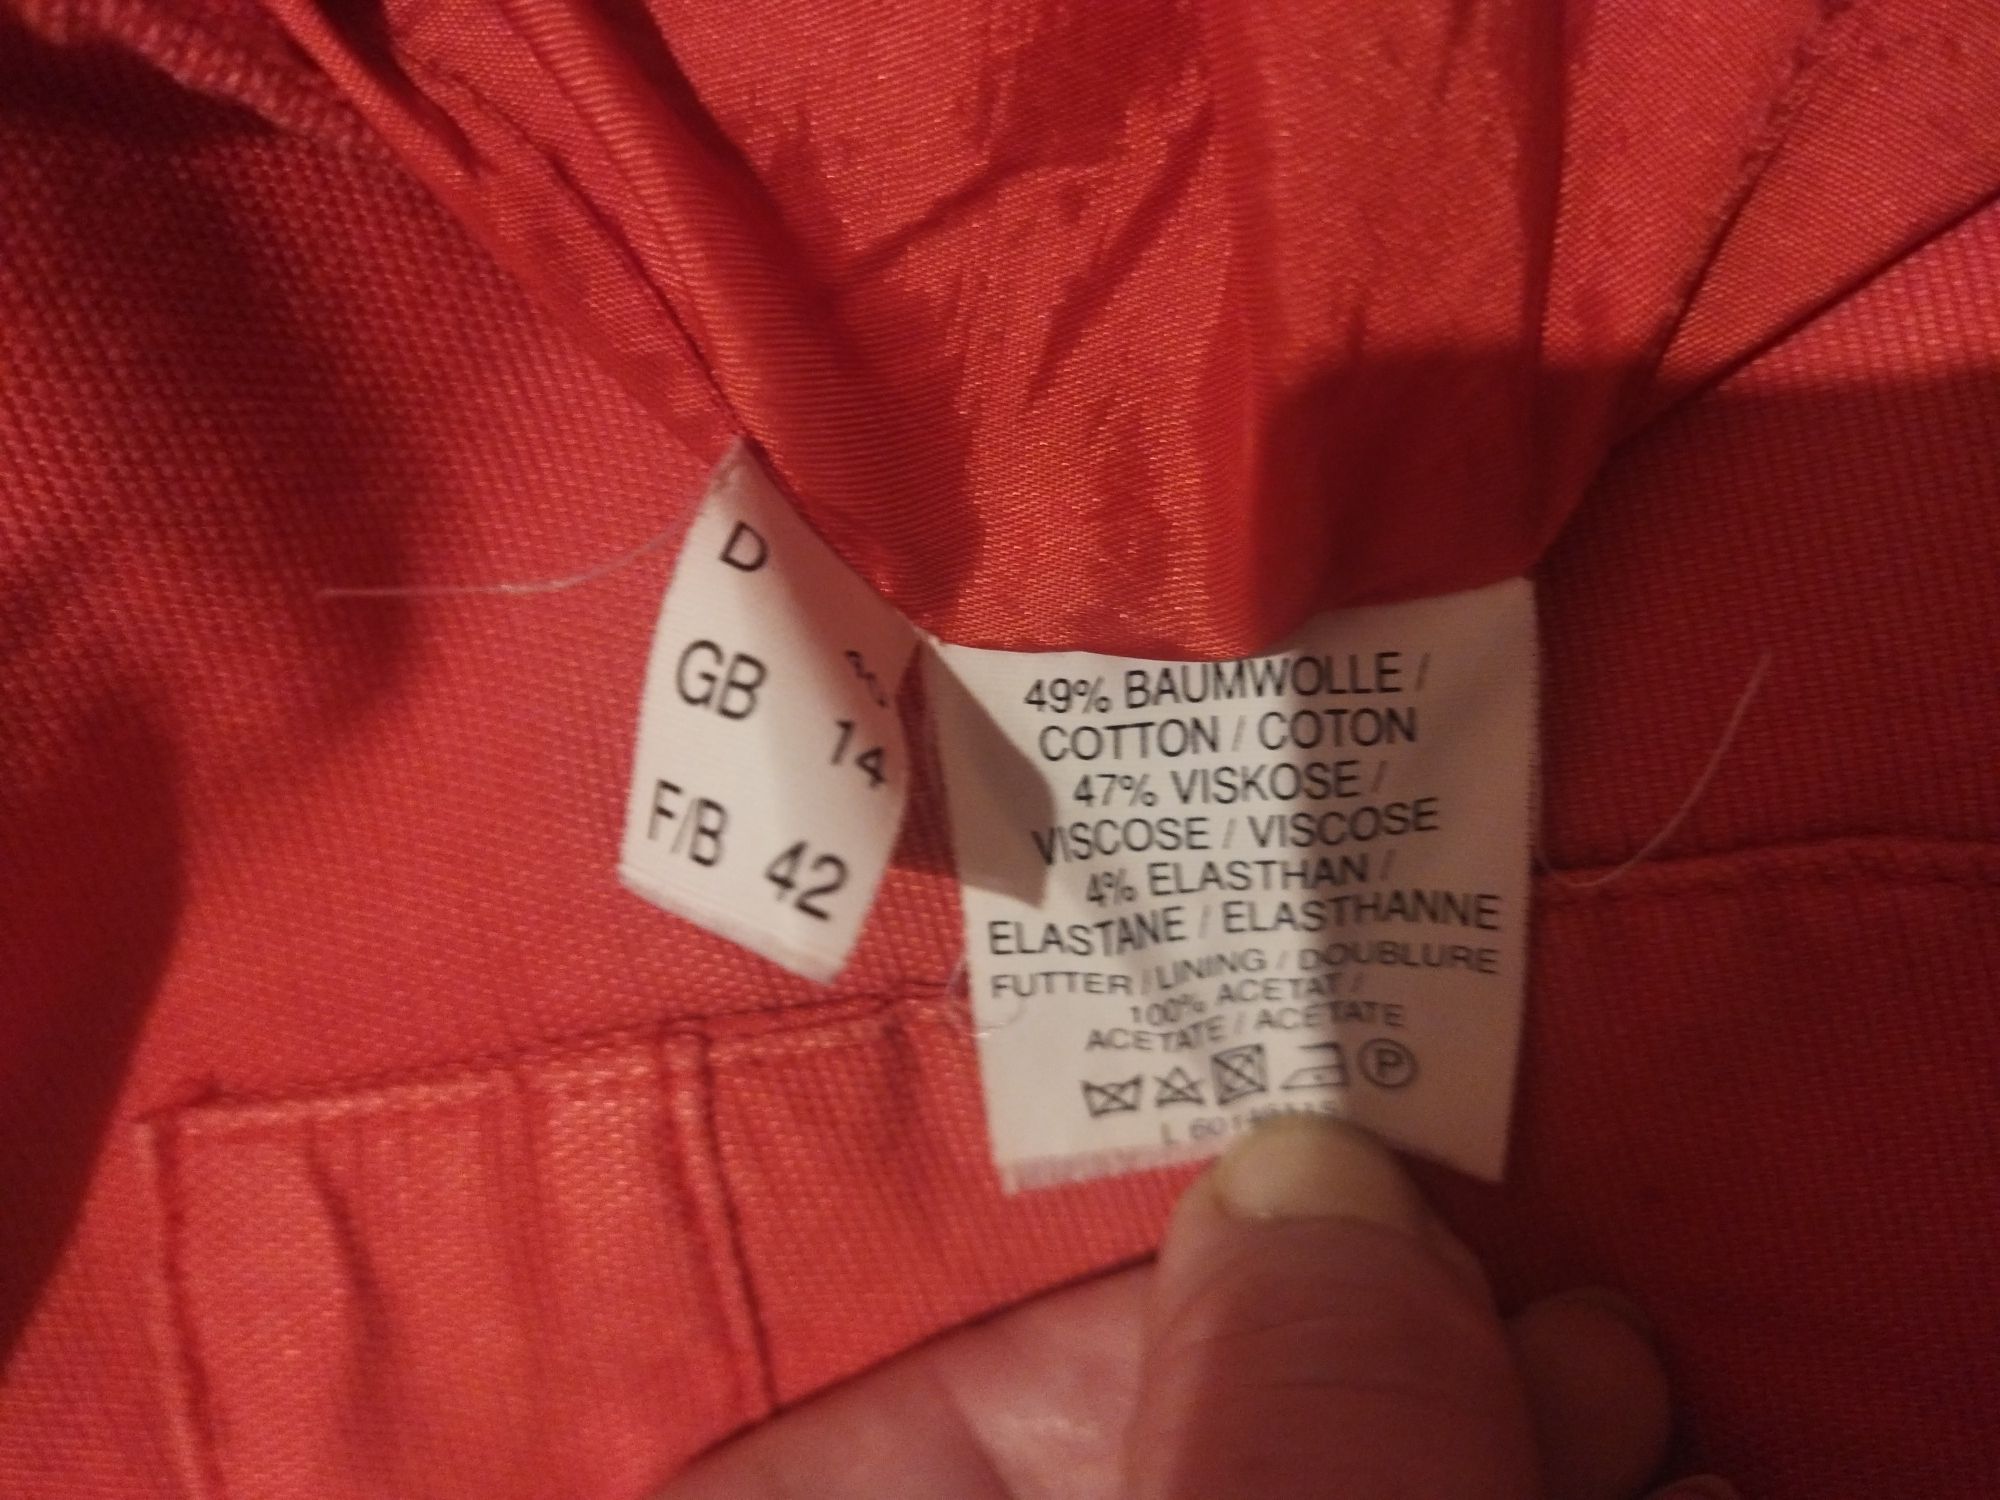 D
GB 14
F/B 42
49% BAUMWOLLE /
COTTON / COTON
47% VISKOSE /
VISCOSE / VISCOSE
4% ELASTHAN /
ELASTANE / ELASTHANNE
FUTTER / LINING / DOUBLURE
100% ACETAT /
ACETATE / ACETATE
P
L